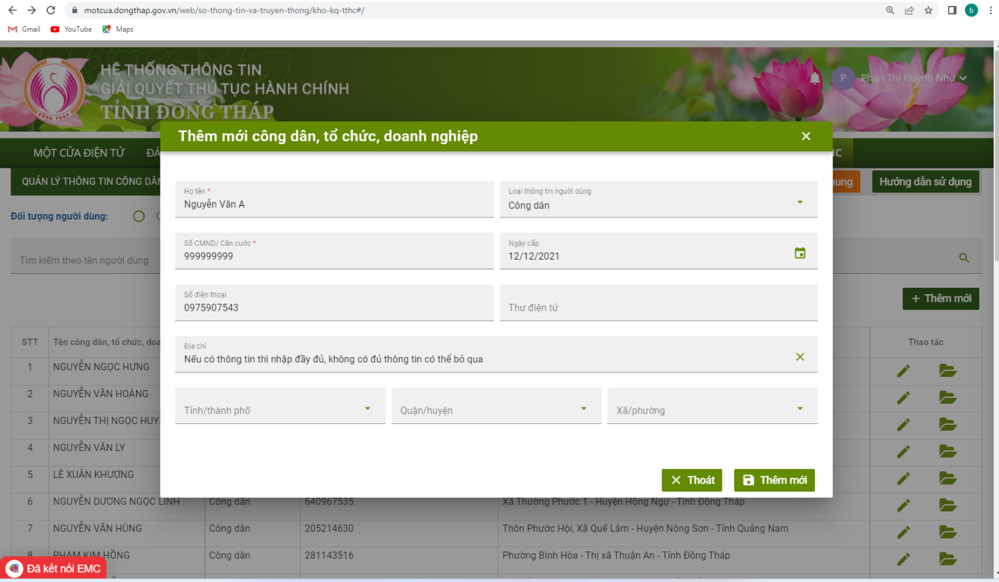 motcua.dongthap.gov.vn/web/so-thong-tin-va-truyen-thong/kho-kq-tthc#/
b
Gmail YouTube Maps
HỆ THỐNG THÔNG TIN
GIẢI QUYẾT THỦ TỤC HÀNH CHÍNH
TỈNH ĐỒNG THÁP
ĐỒNG THÁP
P Phan Thị Huỳnh Như
Thêm mới công dân, tổ chức, doanh nghiệp
MỘT CỬA ĐIỆN TỬ
QUẢN LÝ THÔNG TIN CÔNG DÂN
Hướng dẫn sử dụng
Họ tên *
Nguyễn Văn A
Loại thông tin người dùng
Công dân
Đối tượng người dùng:
Số CMND/ Căn cước *
999999999
Ngày cấp
12/12/2021
Tìm kiếm theo tên người dùng
Số điện thoại
0975907543
Thư điện tử
+ Thêm mới
Địa chỉ
Nếu có thông tin thì nhập đầy đủ, không có đủ thông tin có thể bỏ qua
Tỉnh/thành phố Quận/huyện Xã/phường
Thoát Thêm mới
STT Tên công dân, tổ chức, Thao tác
1 NGUYỄN NGỌC HƯNG
2 NGUYỄN VĂN HOÀNG
3 NGUYỄN THỊ NGỌC
4 NGUYỄN VĂN LY
5 LÊ XUÂN KHƯƠNG
6 NGUYỄN DƯƠNG NGỌC LINH Công dân 640967535 Xã Thường Phước 1 - Huyện Hồng Ngự - Tỉnh Đồng Tháp
7 NGUYỄN VĂN HÙNG Công dân 205214630 Thôn Phước Hội, Xã Quế Lâm - Huyện Nông Sơn - Tỉnh Quảng Nam
8 PHẠM KIM HỒNG Công dân 281143516 Phường Bình Hòa - Thị xã Thuận An - Tỉnh Đồng Tháp
Đã kết nối EMC